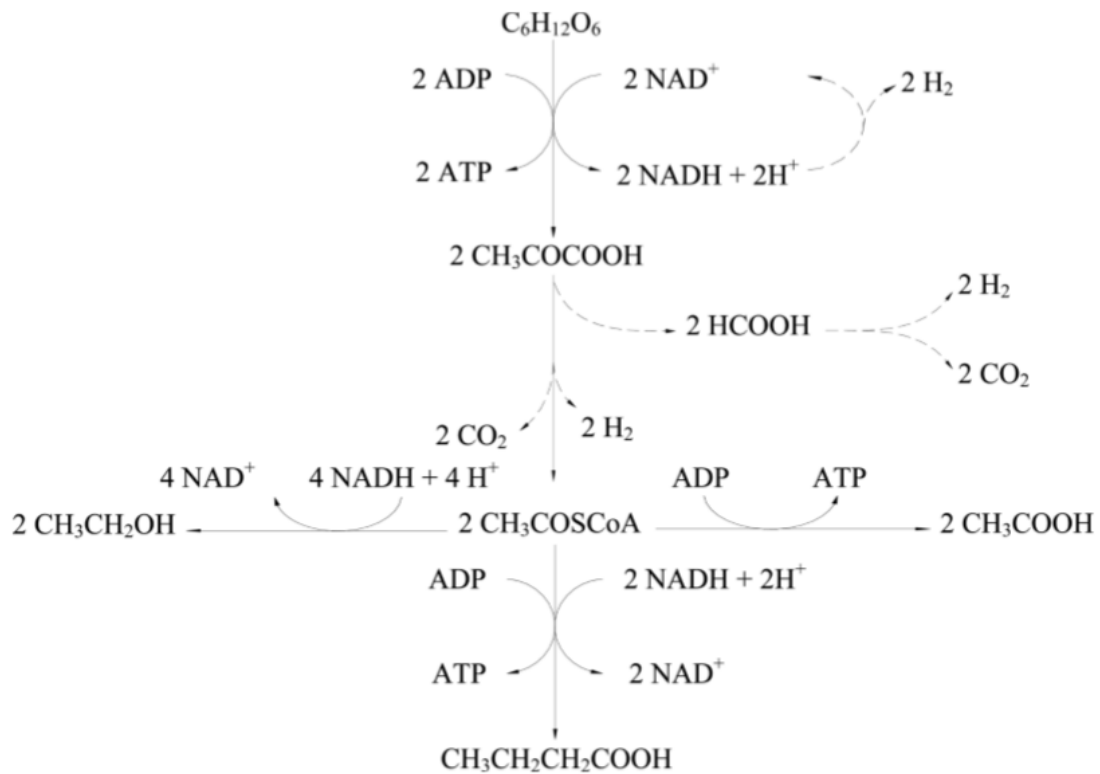 C₆H₁₂O₆
2 ADP 2 NAD⁺ 2 H₂
2 ATP 2 NADH + 2H⁺
2 CH₃COCOOH
2 H₂
2 HCOOH
2 CO₂
2 CO₂ 2 H₂
4 NAD⁺ 4 NADH + 4 H⁺ ADP ATP
2 CH₃CH₂OH 2 CH₃COSCoA 2 CH₃COOH
ADP 2 NADH + 2H⁺
ATP 2 NAD⁺
CH₃CH₂CH₂COOH